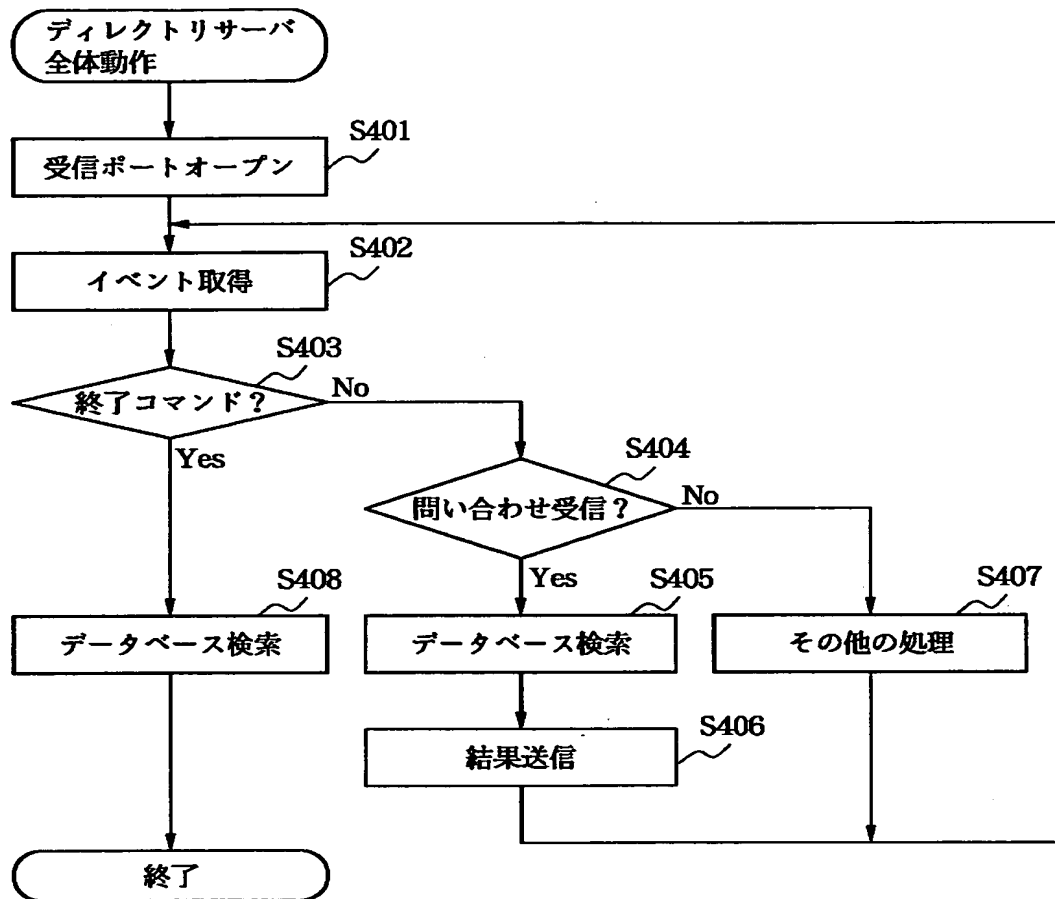 ディレクトリサーバ
全体動作
S401
受信ポートオープン
S402
イベント取得
S403
終了コマンド？
No
Yes
S404
問い合わせ受信？
No
Yes
S408
データベース検索
S405
データベース検索
S407
その他の処理
S406
結果送信
終了